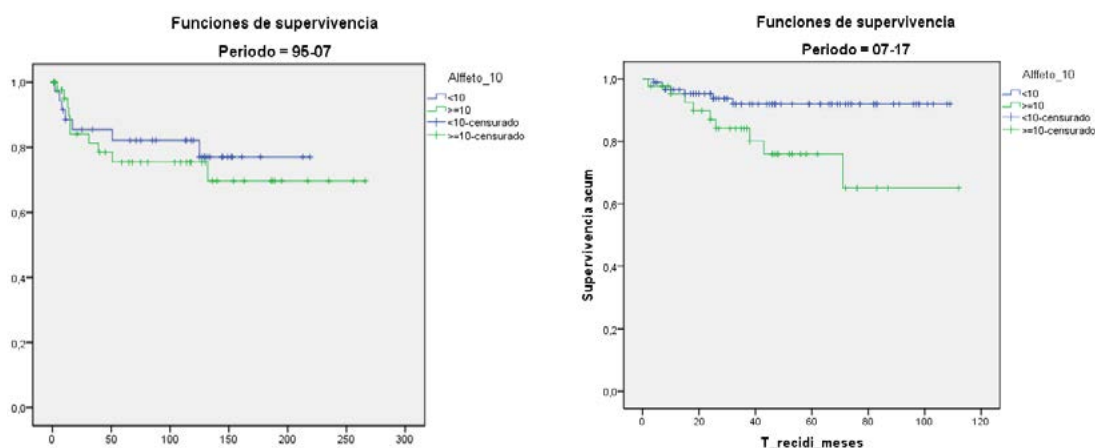 Funciones de supervivencia
Periodo = 95-07
1,0
0,8
0,6
0,4
0,2
0,0
0
50
100
150
200
250
300
Alffeto_10
<10
>=10
<10-censurado
>=10-censurado
Funciones de supervivencia
Periodo = 07-17
Supervivencia acum
1,0
0,8
0,6
0,4
0,2
0,0
0
20
40
60
80
100
120
T_recidi_meses
Alffeto_10
<10
>=10
<10-censurado
>=10-censurado